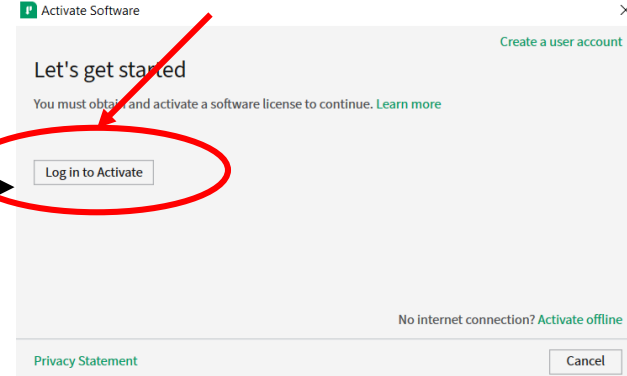 Activate Software
Create a user account
Let's get started
You must obtain and activate a software license to continue. Learn more
Log in to Activate
No internet connection? Activate offline
Privacy Statement
Cancel